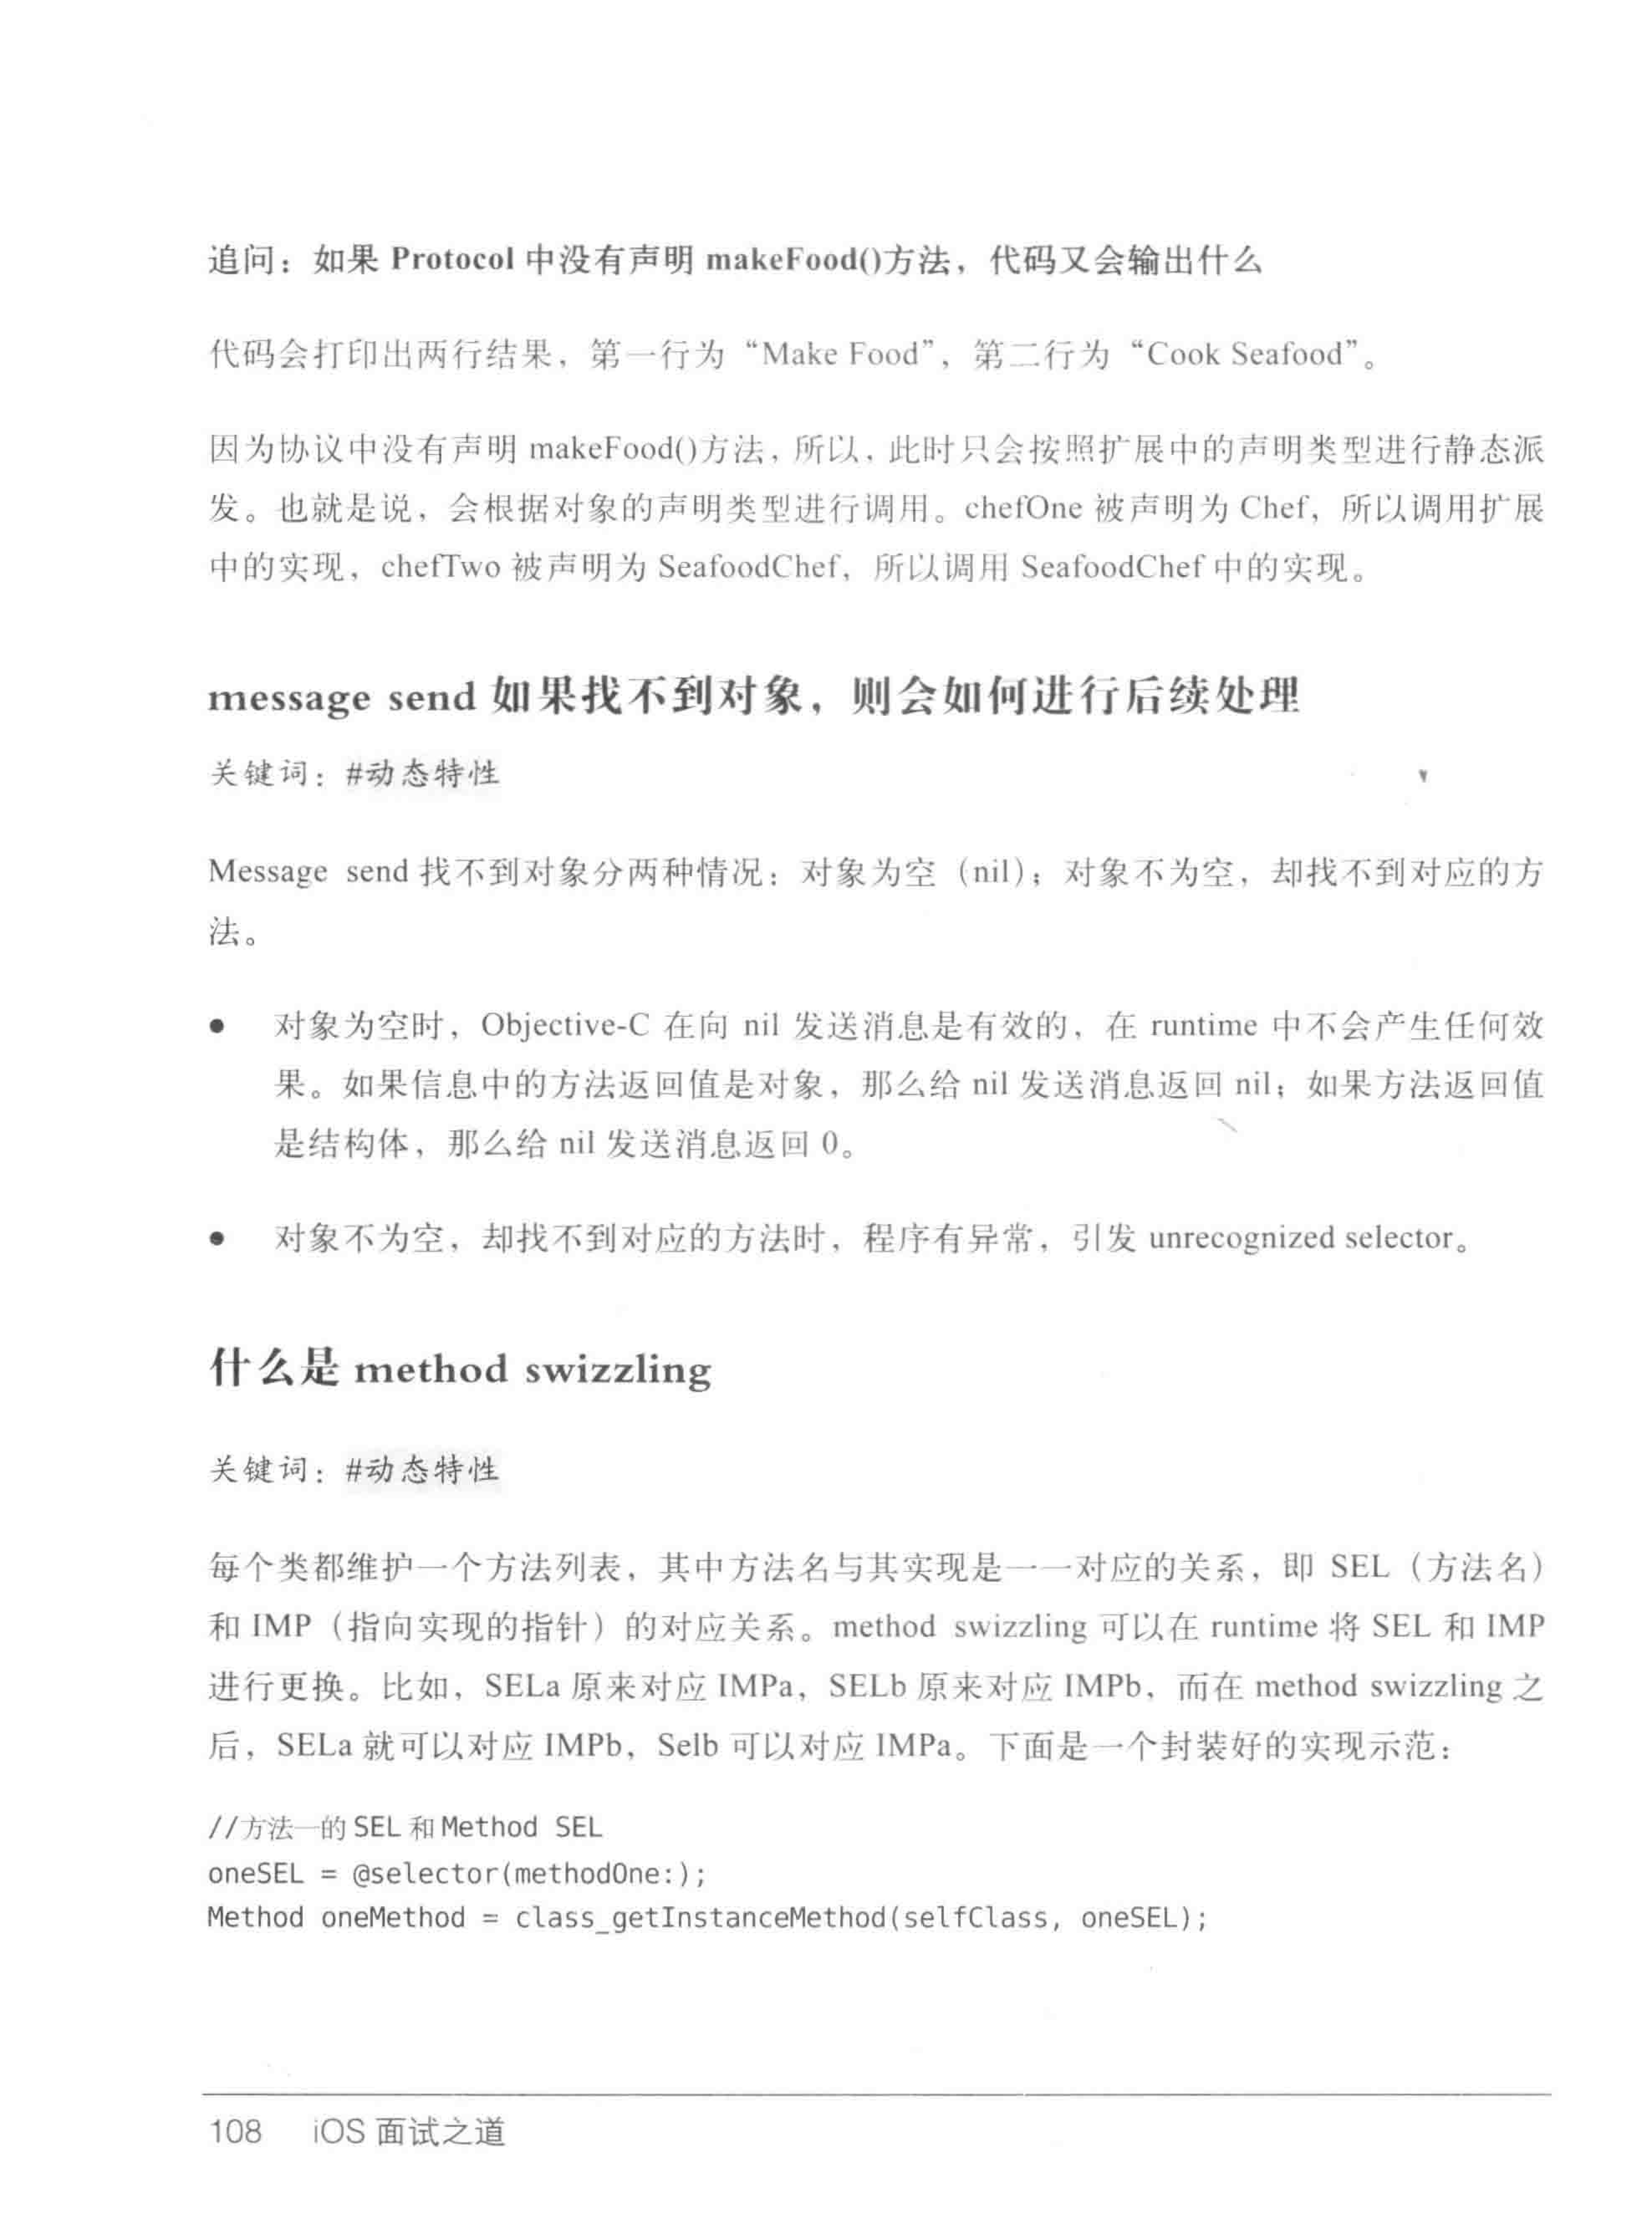 追问：如果 Protocol 中没有声明 makeFood()方法，代码又会输出什么
代码会打印出两行结果，第一行为“Make Food”，第二行为“Cook Seafood”。
因为协议中没有声明 makeFood()方法，所以，此时只会按照扩展中的声明类型进行静态派
发。也就是说，会根据对象的声明类型进行调用。chefOne 被声明为 Chef，所以调用扩展
中的实现，chefTwo 被声明为 SeafoodChef，所以调用 SeafoodChef 中的实现。
message send 如果找不到对象，则会如何进行后续处理
关键词：#动态特性
Message send 找不到对象分两种情况：对象为空（nil）；对象不为空，却找不到对应的方
法。
● 对象为空时，Objective-C 在向 nil 发送消息是有效的，在 runtime 中不会产生任何效
果。如果信息中的方法返回值是对象，那么给 nil 发送消息返回 nil；如果方法返回值
是结构体，那么给 nil 发送消息返回 0。
● 对象不为空，却找不到对应的方法时，程序有异常，引发 unrecognized selector。
什么是 method swizzling
关键词：#动态特性
每个类都维护一个方法列表，其中方法名与其实现是一一对应的关系，即 SEL（方法名）
和 IMP（指向实现的指针）的对应关系。method swizzling 可以在 runtime 将 SEL 和 IMP
进行更换。比如，SELa 原来对应 IMPa，SELb 原来对应 IMPb，而在 method swizzling 之
后，SELa 就可以对应 IMPb，Selb 可以对应 IMPa。下面是一个封装好的实现示范：
//方法一的 SEL 和 Method SEL
oneSEL = @selector(methodOne:);
Method oneMethod = class_getInstanceMethod(selfClass, oneSEL);
108 iOS 面试之道